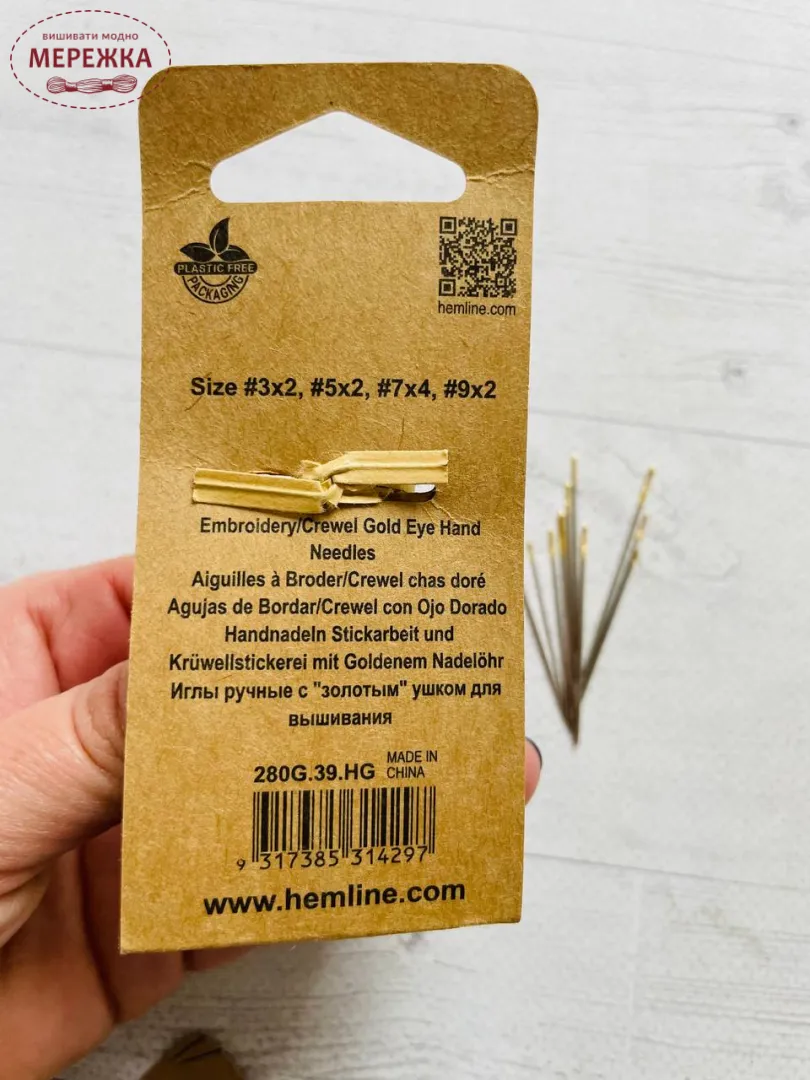 вишивати модно
МЕРЕЖКА
PLASTIC FREE
PACKAGING
hemline.com
Size #3x2, #5x2, #7x4, #9x2
Embroidery/Crewel Gold Eye Hand
Needles
Aiguilles à Broder/Crewel chas doré
Agujas de Bordar/Crewel con Ojo Dorado
Handnadeln Stickarbeit und
Krüwellstickerei mit Goldenem Nadelöhr
Иглы ручные с "золотым" ушком для
вышивания
280G.39.HG MADE IN
CHINA
9 317385 314297
www.hemline.com